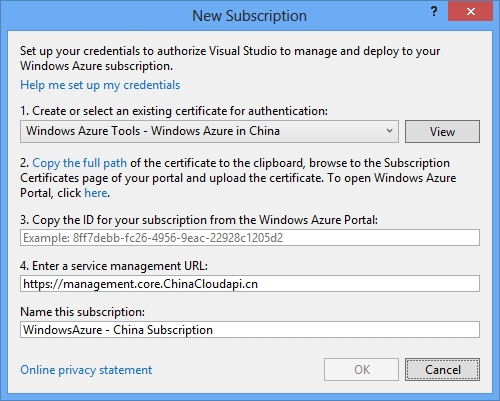 New Subscription
?
Set up your credentials to authorize Visual Studio to manage and deploy to your
Windows Azure subscription.
Help me set up my credentials
1. Create or select an existing certificate for authentication:
Windows Azure Tools - Windows Azure in China
View
2. Copy the full path of the certificate to the clipboard, browse to the Subscription
Certificates page of your portal and upload the certificate. To open Windows Azure
Portal, click here.
3. Copy the ID for your subscription from the Windows Azure Portal:
Example: 8ff7debb-fc26-4956-9eac-22928c1205d2
4. Enter a service management URL:
https://management.core.ChinaCloudapi.cn
Name this subscription:
WindowsAzure - China Subscription
Online privacy statement
OK
Cancel